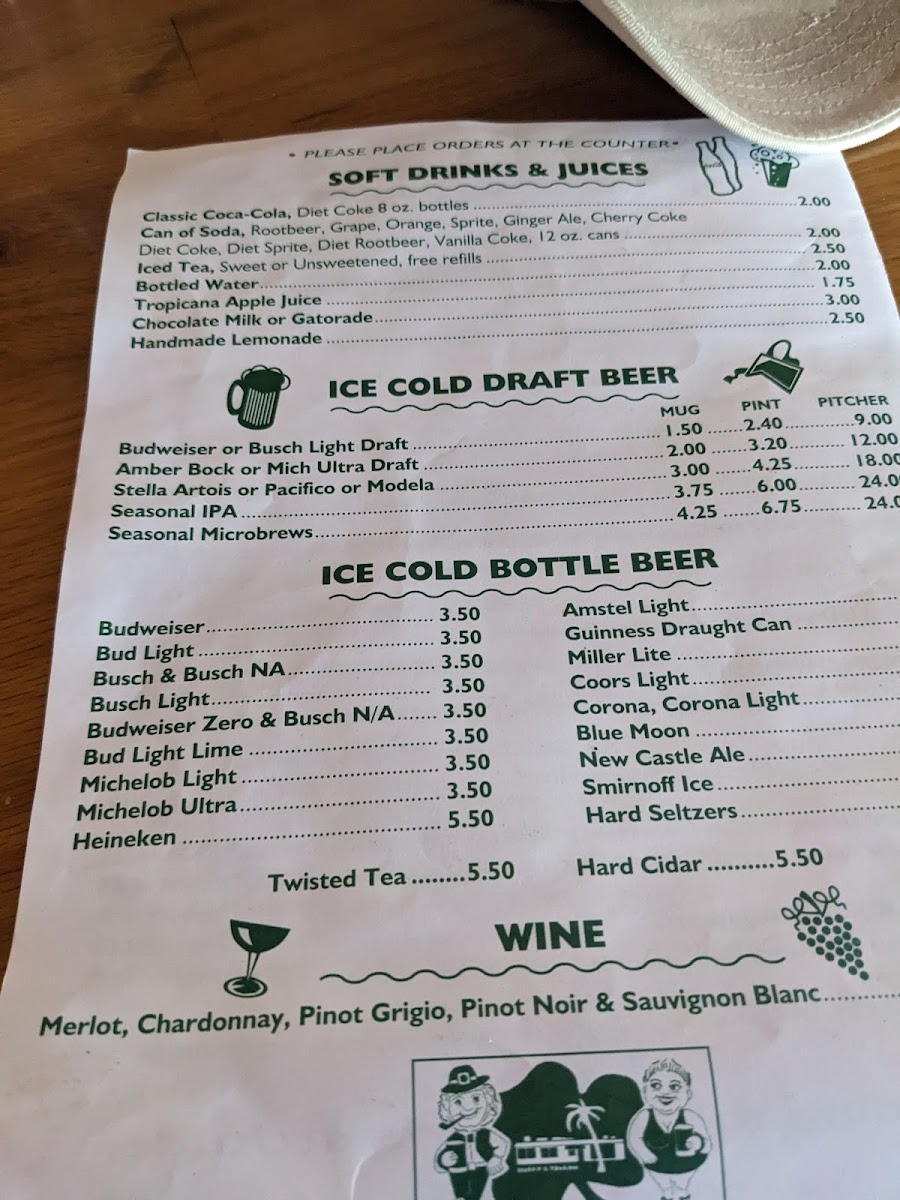 • PLEASE PLACE ORDERS AT THE COUNTER•
SOFT DRINKS & JUICES
Classic Coca-Cola, Diet Coke 8 oz. bottles ........ 2.00
Can of Soda, Rootbeer, Grape, Orange, Sprite, Ginger Ale, Cherry Coke
Diet Coke, Diet Sprite, Diet Rootbeer, Vanilla Coke, 12 oz. cans ........ 2.00
Iced Tea, Sweet or Unsweetened, free refills ........ 2.50
Bottled Water ........ 2.00
Tropicana Apple Juice ........ 1.75
Chocolate Milk or Gatorade ........ 3.00
Handmade Lemonade ........ 2.50
ICE COLD DRAFT BEER
MUG PINT PITCHER
Budweiser or Busch Light Draft ........ 1.50 ...... 2.40 ........ 9.00
Amber Bock or Mich Ultra Draft ........ 2.00 ...... 3.20 ........ 12.00
Stella Artois or Pacifico or Modela ........ 3.00 ...... 4.25 ........ 18.00
Seasonal IPA ........ 3.75 ...... 6.00 ........ 24.0
Seasonal Microbrews ........ 4.25 ...... 6.75 ........ 24.0
ICE COLD BOTTLE BEER
Budweiser ........ 3.50
Bud Light ........ 3.50
Busch & Busch NA ........ 3.50
Busch Light ........ 3.50
Budweiser Zero & Busch N/A ....... 3.50
Bud Light Lime ........ 3.50
Michelob Light ........ 3.50
Michelob Ultra ........ 3.50
Heineken ........ 5.50
Amstel Light ........
Guinness Draught Can ........
Miller Lite ........
Coors Light ........
Corona, Corona Light ........
Blue Moon ........
New Castle Ale ........
Smirnoff Ice ........
Hard Seltzers ........
Twisted Tea ........ 5.50
Hard Cidar .......... 5.50
WINE
Merlot, Chardonnay, Pinot Grigio, Pinot Noir & Sauvignon Blanc ........